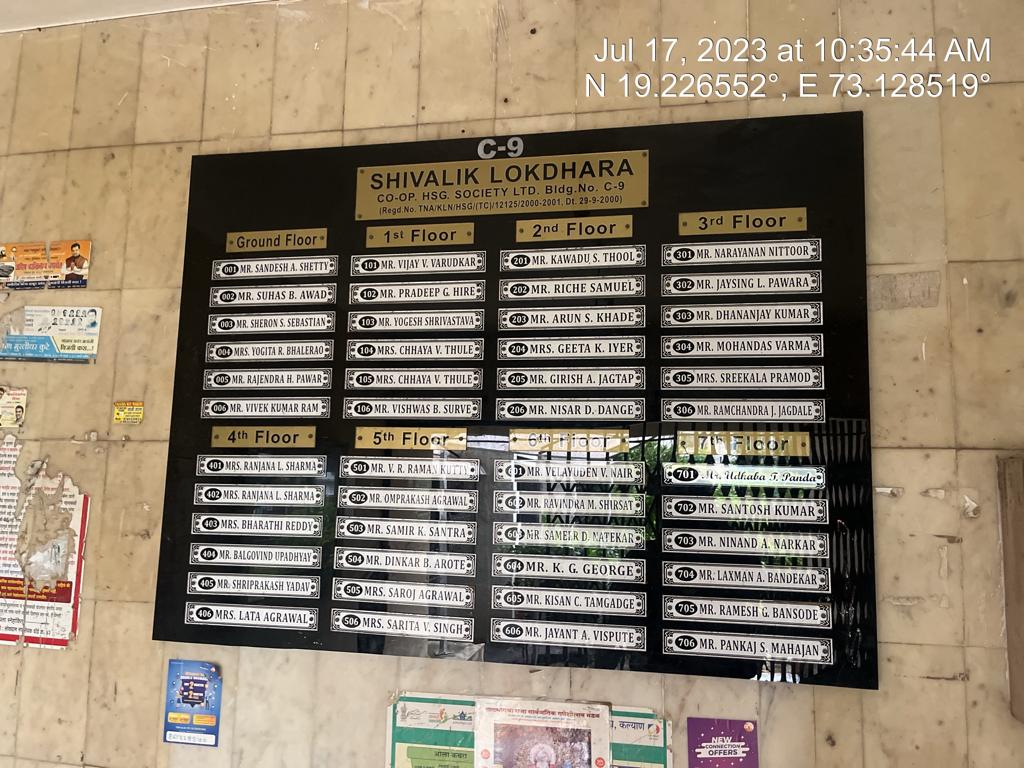 Jul 17, 2023 at 10:35:44 AM
N 19.226552°, E 73.128519°
C-9
SHIVALIK LOKDHARA
CO-OP. HSG. SOCIETY LTD. Bldg.No. C-9
(Regd.No. TNA/KLN/HSG/(TC)/12125/2000-2001, Dt. 29-9-2000)
Ground Floor
001 MR. SANDESH A. SHETTY
002 MR. SUHAS B. AWAD
003 MR. SHERON S. SEBASTIAN
004 MRS. YOGITA R. BHALERAO
005 MR. RAJENDRA H. PAWAR
006 MR. VIVEK KUMAR RAM
1st Floor
101 MR. VIJAY V. VARUDKAR
102 MR. PRADEEP G. HIRE
103 MR. YOGESH SHRIVASTAVA
104 MRS. CHHAYA V. THULE
105 MRS. CHHAYA V. THULE
106 MR. VISHWAS B. SURVE
2nd Floor
201 MR. KAWADU S. THOOL
202 MR. RICHE SAMUEL
203 MR. ARUN S. KHADE
204 MRS. GEETA K. IYER
205 MR. GIRISH A. JAGTAP
206 MR. NISAR D. DANGE
3rd Floor
301 MR. NARAYANAN NITTOOR
302 MR. JAYSING L. PAWARA
303 MR. DHANANJAY KUMAR
304 MR. MOHANDAS VARMA
305 MRS. SREEKALA PRAMOD
306 MR. RAMCHANDRA J. JAGDALE
4th Floor
401 MRS. RANJANA L. SHARMA
402 MRS. RANJANA L. SHARMA
403 MRS. BHARATHI REDDY
404 MR. BALGOVIND UPADHYAY
405 MR. SHRIPRAKASH YADAV
406 MRS. LATA AGRAWAL
5th Floor
501 MR. V. R. RAMAN KUTTY
502 MR. OMPRAKASH AGRAWAL
503 MR. SAMIR K. SANTRA
504 MR. DINKAR B. AROTE
505 MRS. SAROJ AGRAWAL
506 MRS. SARITA V. SINGH
6th Floor
601 MR. VELAYUDEN V. NAIR
602 MR. RAVINDRA M. SHIRSAT
603 MR. SAMEER D. NATEKAR
604 MR. K. G. GEORGE
605 MR. KISAN C. TAMGADGE
606 MR. JAYANT A. VISPUTE
7th Floor
701 Mr. Udhaba T. Panda
702 MR. SANTOSH KUMAR
703 MR. NINAND A. NARKAR
704 MR. LAXMAN A. BANDEKAR
705 MR. RAMESH G. BANSODE
706 MR. PANKAJ S. MAHAJAN
कल्याण
ओला कचरा
NEW
CONNECTION
OFFERS